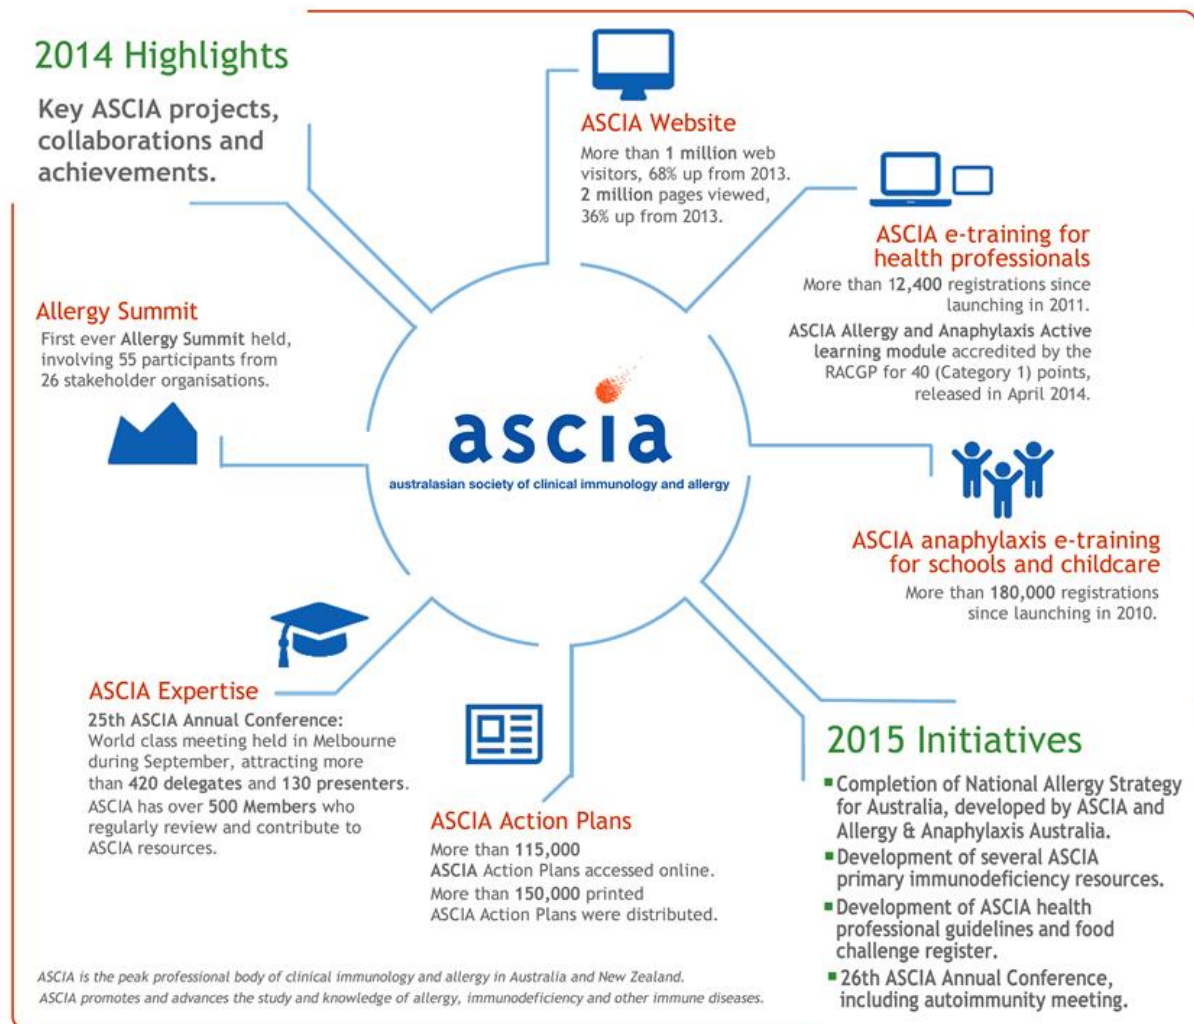 2014 Highlights
Key ASCIA projects,
collaborations and
achievements.
ASCIA Website
More than 1 million web
visitors, 68% up from 2013.
2 million pages viewed,
36% up from 2013.
ASCIA e-training for
health professionals
More than 12,400 registrations since
launching in 2011.
ASCIA Allergy and Anaphylaxis Active
learning module accredited by the
RACGP for 40 (Category 1) points,
released in April 2014.
Allergy Summit
First ever Allergy Summit held,
involving 55 participants from
26 stakeholder organisations.
ascia
australasian society of clinical immunology and allergy
ASCIA anaphylaxis e-training
for schools and childcare
More than 180,000 registrations
since launching in 2010.
ASCIA Expertise
25th ASCIA Annual Conference:
World class meeting held in Melbourne
during September, attracting more
than 420 delegates and 130 presenters.
ASCIA has over 500 Members who
regularly review and contribute to
ASCIA resources.
ASCIA Action Plans
More than 115,000
ASCIA Action Plans accessed online.
More than 150,000 printed
ASCIA Action Plans were distributed.
2015 Initiatives
▪ Completion of National Allergy Strategy
for Australia, developed by ASCIA and
Allergy & Anaphylaxis Australia.
▪ Development of several ASCIA
primary immunodeficiency resources.
▪ Development of ASCIA health
professional guidelines and food
challenge register.
▪ 26th ASCIA Annual Conference,
including autoimmunity meeting.
ASCIA is the peak professional body of clinical immunology and allergy in Australia and New Zealand.
ASCIA promotes and advances the study and knowledge of allergy, immunodeficiency and other immune diseases.